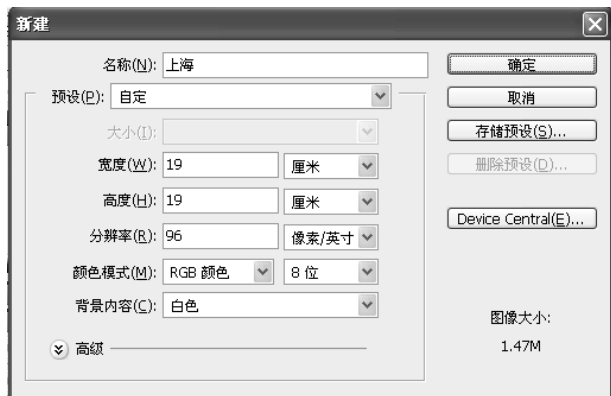 新建
名称(N): 上海
确定
预设(P): 自定
取消
大小(I):
存储预设(S)...
宽度(W): 19 厘米
删除预设(D)...
高度(H): 19 厘米
Device Central(E)...
分辨率(R): 96 像素/英寸
颜色模式(M): RGB 颜色 8 位
背景内容(C): 白色
图像大小:
高级
1.47M